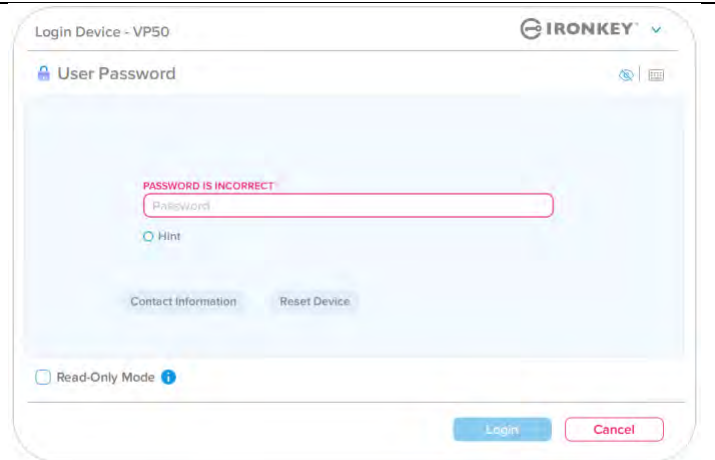 Login Device - VP50
IRONKEY
User Password
PASSWORD IS INCORRECT
Password
Hint
Contact Information
Reset Device
Read-Only Mode
Login
Cancel